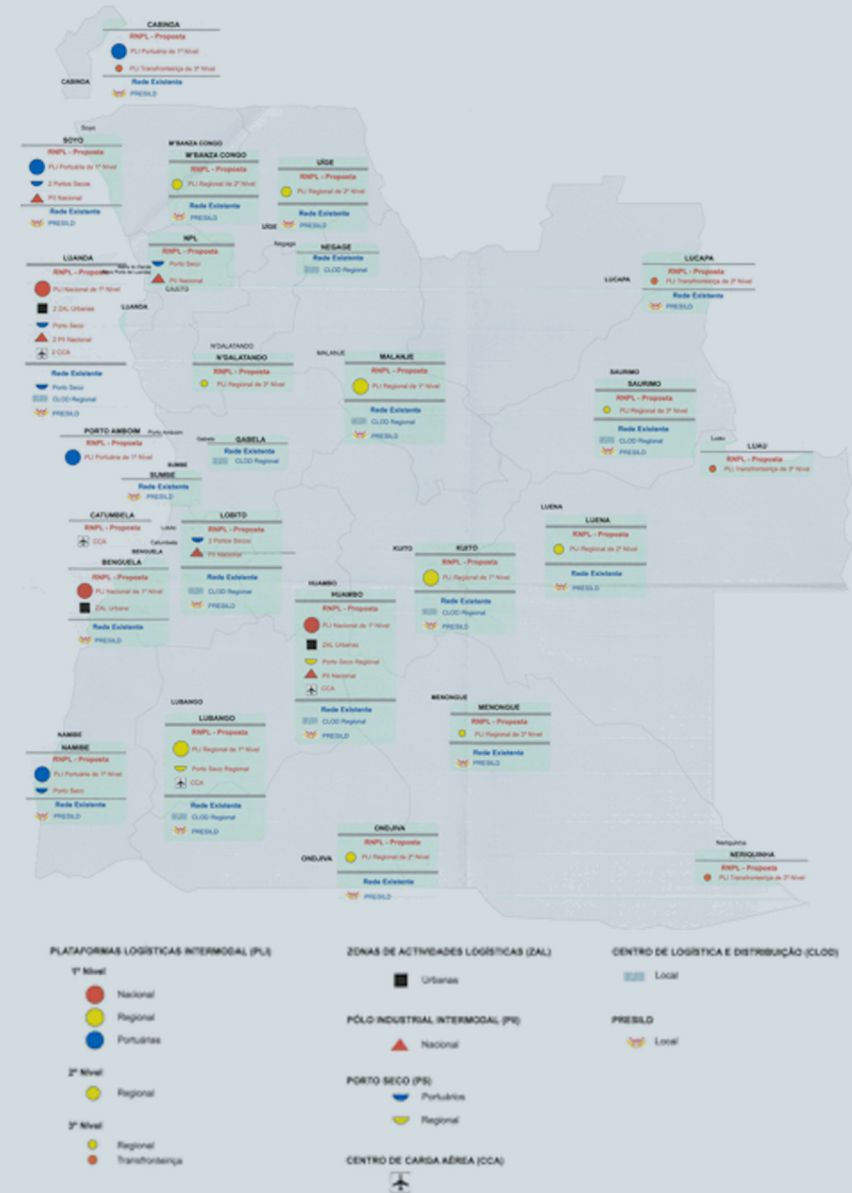 CABINDA
RNPL - Proposta
PLI Portuária de 1º Nível
PLI Transfronteiriça de 3º Nível
Rede Existente
PRESILD
CABINDA
Soyo
SOYO
RNPL - Proposta
PLI Portuária de 1º Nível
2 Portos Secos
PII Nacional
Rede Existente
PRESILD
M'BANZA CONGO
M'BANZA CONGO
RNPL - Proposta
PLI Regional de 2º Nível
Rede Existente
PRESILD
UÍGE
RNPL - Proposta
PLI Regional de 2º Nível
Rede Existente
PRESILD
UÍGE
NPL
RNPL - Proposta
Porto Seco
PII Nacional
CAXITO
Negage
NEGAGE
Rede Existente
CLOD Regional
LUANDA
RNPL - Proposta
PLI Nacional de 1º Nível
2 ZAL Urbanas
Porto Seco
2 PII Nacional
2 CCA
Rede Existente
Porto Seco
CLOD Regional
PRESILD
LUANDA
LUCAPA
LUCAPA
RNPL - Proposta
PLI Transfronteiriça de 3º Nível
Rede Existente
PRESILD
N'DALATANDO
N'DALATANDO
RNPL - Proposta
PLI Regional de 3º Nível
MALANJE
MALANJE
RNPL - Proposta
PLI Regional de 1º Nível
Rede Existente
CLOD Regional
PRESILD
SAURIMO
SAURIMO
RNPL - Proposta
PLI Regional de 3º Nível
Rede Existente
CLOD Regional
PRESILD
Luau
LUAU
RNPL - Proposta
PLI Transfronteiriça de 3º Nível
PORTO AMBOIM
Porto Amboim
RNPL - Proposta
PLI Portuária de 1º Nível
Gabela
GABELA
Rede Existente
CLOD Regional
SUMBE
SUMBE
Rede Existente
PRESILD
CATUMBELA
RNPL - Proposta
CCA
Lobito
Catumbela
BENGUELA
LOBITO
RNPL - Proposta
2 Portos Secos
PII Nacional
Rede Existente
CLOD Regional
PRESILD
BENGUELA
RNPL - Proposta
PLI Nacional de 1º Nível
ZAL Urbana
Rede Existente
PRESILD
KUITO
KUITO
RNPL - Proposta
PLI Regional de 1º Nível
Rede Existente
CLOD Regional
PRESILD
LUENA
LUENA
RNPL - Proposta
PLI Regional de 2º Nível
Rede Existente
PRESILD
HUAMBO
HUAMBO
RNPL - Proposta
PLI Nacional de 1º Nível
ZAL Urbanas
Porto Seco Regional
PII Nacional
CCA
Rede Existente
CLOD Regional
PRESILD
LUBANGO
LUBANGO
RNPL - Proposta
PLI Regional de 1º Nível
Porto Seco Regional
CCA
Rede Existente
CLOD Regional
PRESILD
MENONGUE
MENONGUE
RNPL - Proposta
PLI Regional de 3º Nível
Rede Existente
PRESILD
NAMIBE
NAMIBE
RNPL - Proposta
PLI Portuária de 1º Nível
Porto Seco
Rede Existente
PRESILD
ONDJIVA
ONDJIVA
RNPL - Proposta
PLI Regional de 2º Nível
Rede Existente
PRESILD
Neriquinha
NERIQUINHA
RNPL - Proposta
PLI Transfronteiriça de 3º Nível
PLATAFORMAS LOGÍSTICAS INTERMODAL (PLI)
1º Nível
Nacional
Regional
Portuárias
2º Nível
Regional
3º Nível
Regional
Transfronteiriça
ZONAS DE ACTIVIDADES LOGÍSTICAS (ZAL)
Urbanas
PÓLO INDUSTRIAL INTERMODAL (PII)
Nacional
PORTO SECO (PS)
Portuários
Regional
CENTRO DE CARGA AÉREA (CCA)
CENTRO DE LOGÍSTICA E DISTRIBUIÇÃO (CLOD)
Local
PRESILD
Local